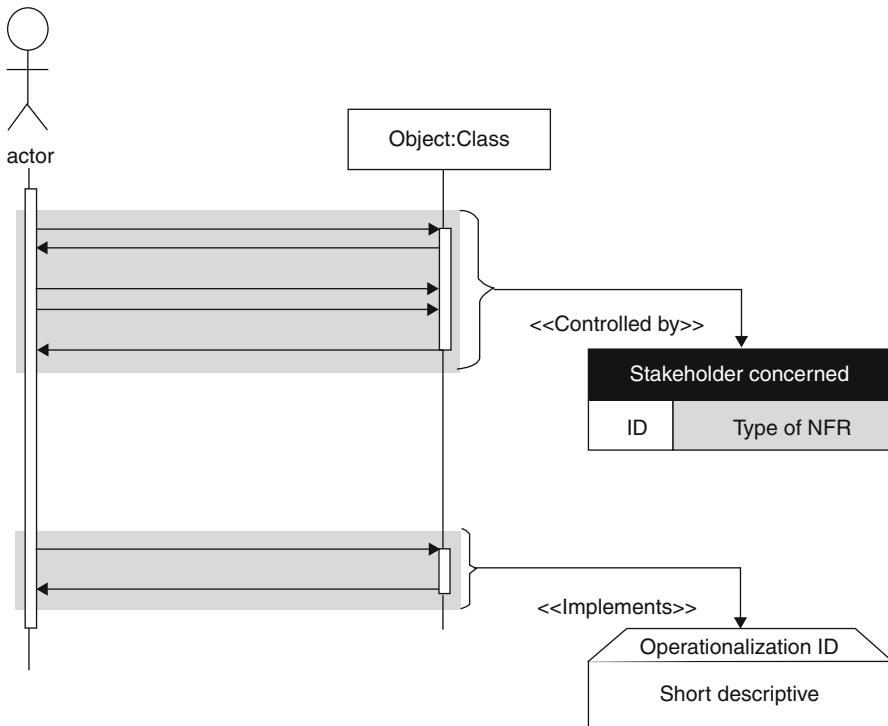 actor
Object:Class
<<Controlled by>>
Stakeholder concerned
ID
Type of NFR
<<Implements>>
Operationalization ID
Short descriptive